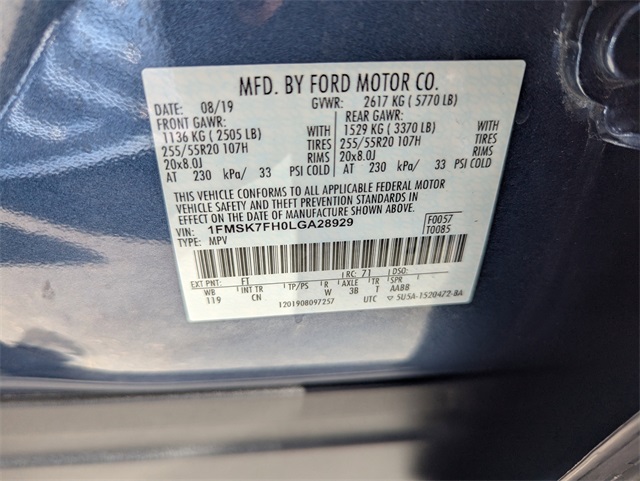 MFD. BY FORD MOTOR CO.
DATE: 08/19 GVWR: 2617 KG ( 5770 LB)
FRONT GAWR: REAR GAWR:
1136 KG ( 2505 LB) WITH 1529 KG ( 3370 LB) WITH
255/55R20 107H TIRES 255/55R20 107H TIRES
20x8.0J RIMS 20x8.0J RIMS
AT 230 kPa/ 33 PSI COLD AT 230 kPa/ 33 PSI COLD
THIS VEHICLE CONFORMS TO ALL APPLICABLE FEDERAL MOTOR
VEHICLE SAFETY AND THEFT PREVENTION STANDARDS IN
EFFECT ON THE DATE OF MANUFACTURE SHOWN ABOVE.
VIN: 1FMSK7FH0LGA28929 F0057
TYPE: MPV T0085
EXT PNT: FT RC: 71 DSO:
WB INT TR TP/PS R AXLE TR SPR
119 CN W 3B T AABB
1201908097257 UTC 5U5A-1520472-BA